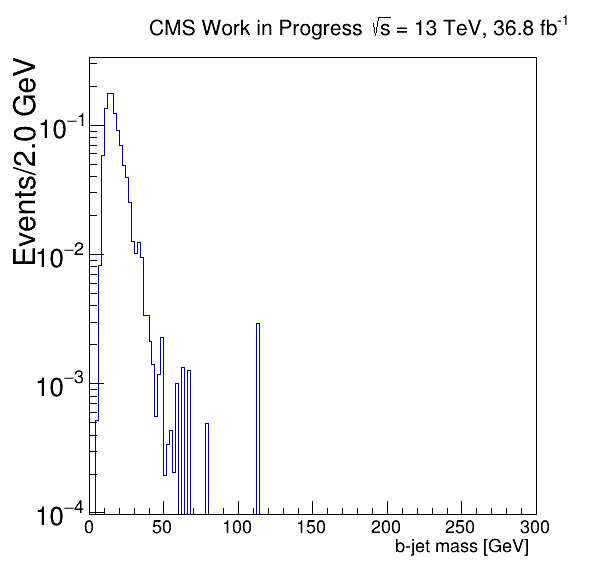 CMS Work in Progress √s = 13 TeV, 36.8 fb⁻¹
Events/2.0 GeV
10⁻¹
10⁻²
10⁻³
10⁻⁴
0 50 100 150 200 250 300
b-jet mass [GeV]